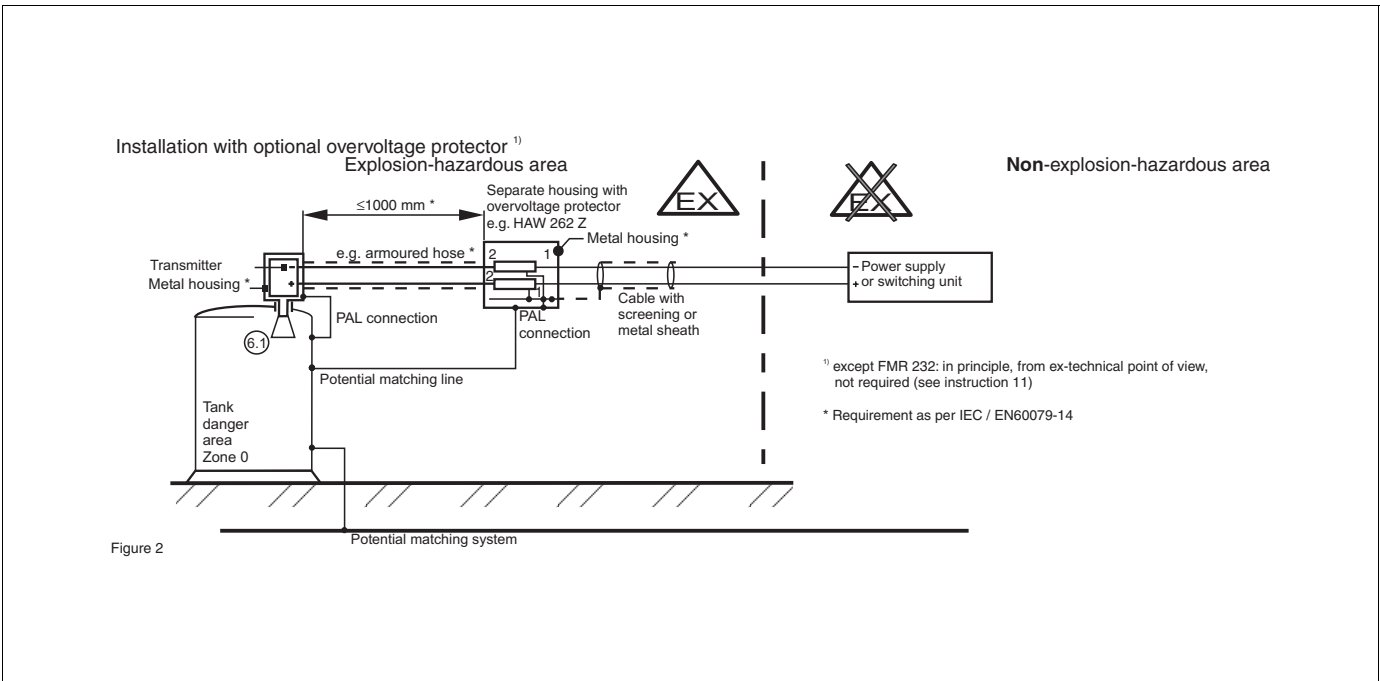 Installation with optional overvoltage protector 1)
Explosion-hazardous area
Non-explosion-hazardous area
Separate housing with
overvoltage protector
e.g. HAW 262 Z
EX
EX
≤1000 mm *
Metal housing *
e.g. armoured hose *
2
1
2
1
Transmitter
Metal housing *
-
+
- Power supply
+ or switching unit
Cable with
screening or
metal sheath
PAL connection
PAL
connection
6.1
Potential matching line
1) except FMR 232: in principle, from ex-technical point of view,
not required (see instruction 11)
* Requirement as per IEC / EN60079-14
Tank
danger
area
Zone 0
Potential matching system
Figure 2